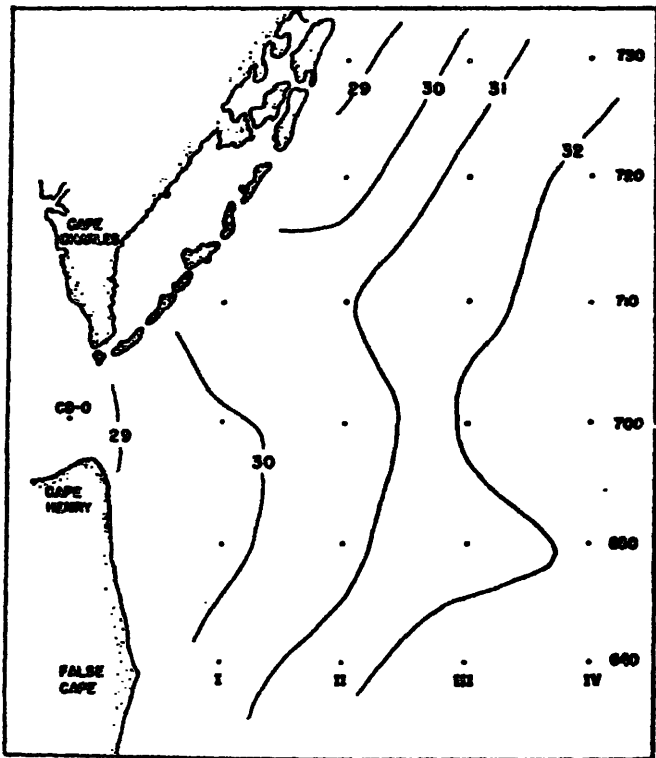 730
29
30
31
32
720
CAPE
CHARLES
710
CB-0
29
700
30
CAPE
HENRY
690
FALSE
CAPE
640
I
II
III
IV